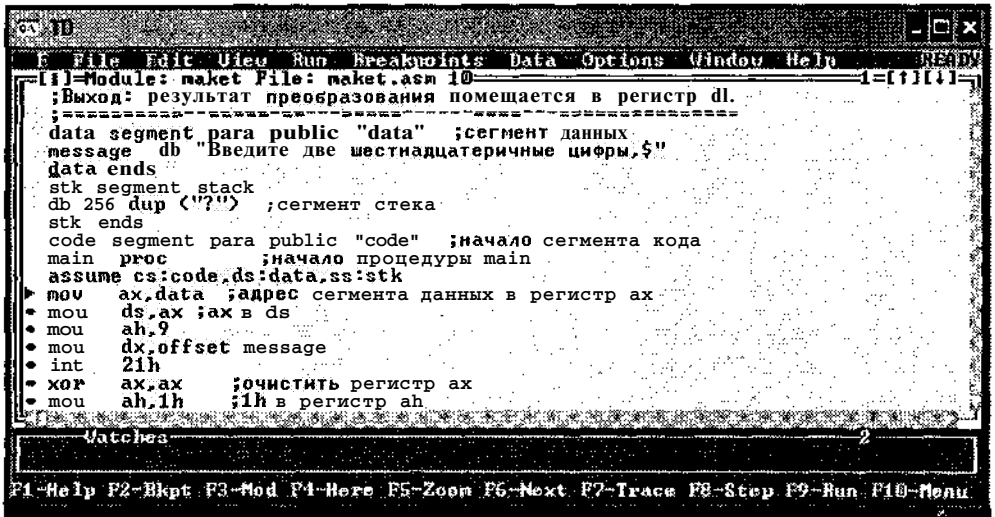 TD
≡ File Edit View Run Breakpoints Data Options Window Help READY
=[↕]=Module: maket File: maket.asm 10=1=[↑][↓]=
;Выход: результат преобразования помещается в регистр dl.
data segment para public "data" ;сегмент данных
message db "Введите две шестнадцатеричные цифры,$"
data ends
stk segment stack
db 256 dup ("?") ;сегмент стека
stk ends
code segment para public "code" ;начало сегмента кода
main proc ;начало процедуры main
assume cs:code,ds:data,ss:stk
mov ax,data ;адрес сегмента данных в регистр ax
mov ds,ax ;ax в ds
mov ah,9
mov dx,offset message
int 21h
xor ax,ax ;очистить регистр ax
mov ah,1h ;1h в регистр ah
Watches 2
F1-Help F2-Bkpt F3-Mod F4-Here F5-Zoom F6-Next F7-Trace F8-Step F9-Run F10-Menu